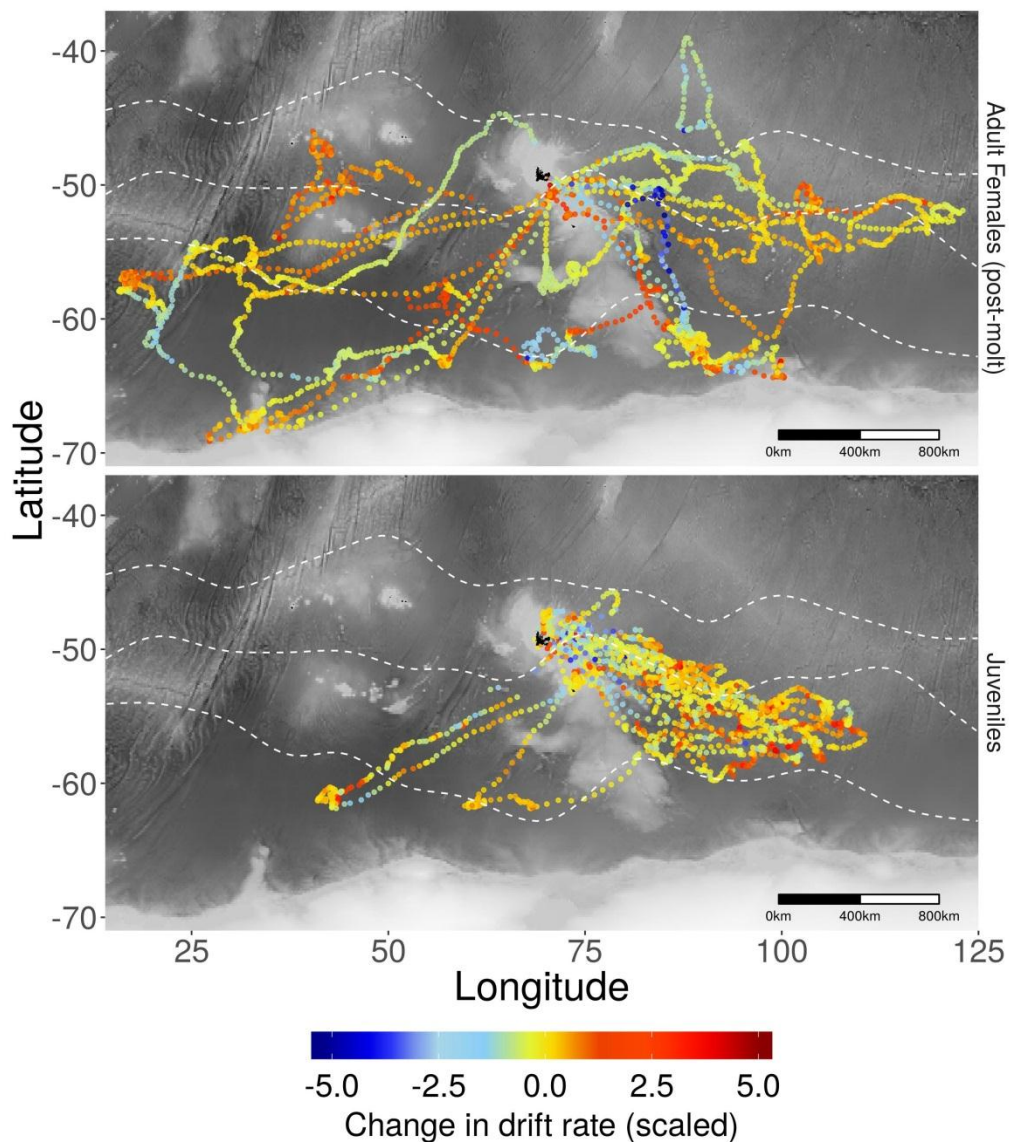 -40
-50
-60
-70
Adult Females (post-molt)
0km 400km 800km
Latitude
-40
-50
-60
-70
Juveniles
0km 400km 800km
25 50 75 100 125
Longitude
-5.0 -2.5 0.0 2.5 5.0
Change in drift rate (scaled)